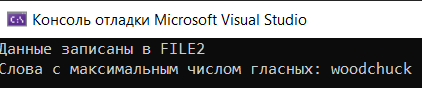 Консоль отладки Microsoft Visual Studio
Данные записаны в FILE2
Слова с максимальным числом гласных: woodchuck